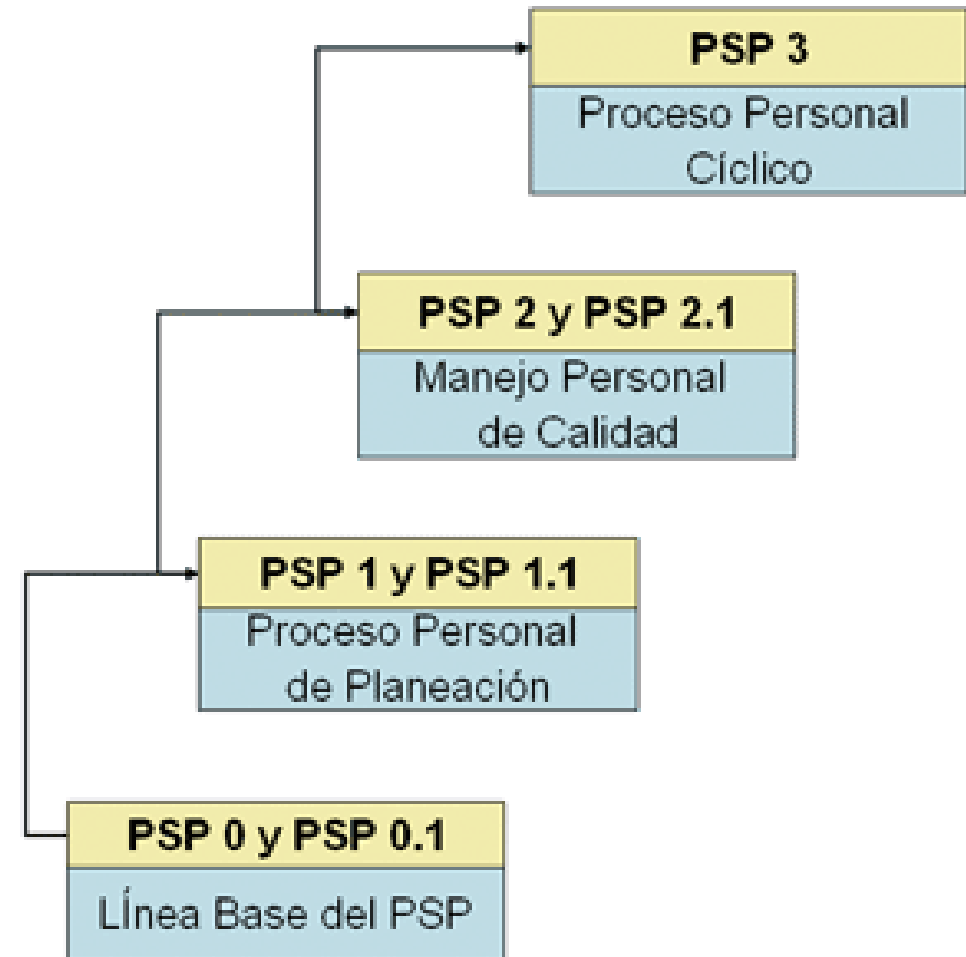 PSP 3
Proceso Personal
Cíclico
PSP 2 y PSP 2.1
Manejo Personal
de Calidad
PSP 1 y PSP 1.1
Proceso Personal
de Planeación
PSP 0 y PSP 0.1
LÍnea Base del PSP